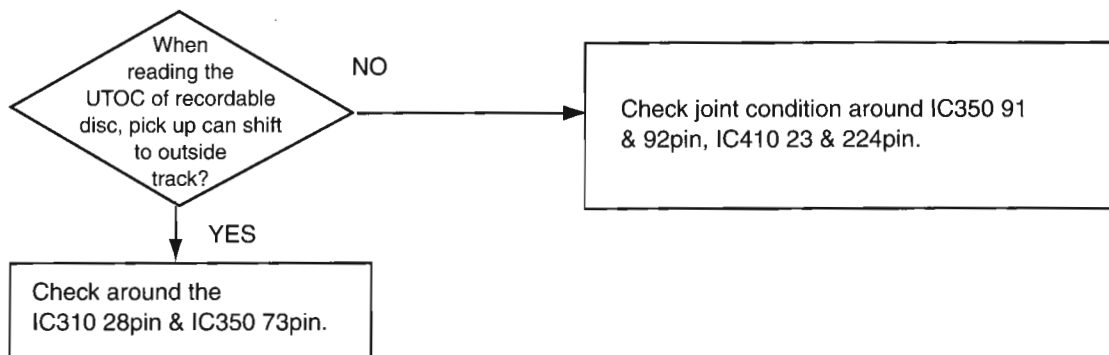 When
reading the
UTOC of recordable
disc, pick up can shift
to outside
track?
NO
Check joint condition around IC350 91
& 92pin, IC410 23 & 224pin.
YES
Check around the
IC310 28pin & IC350 73pin.